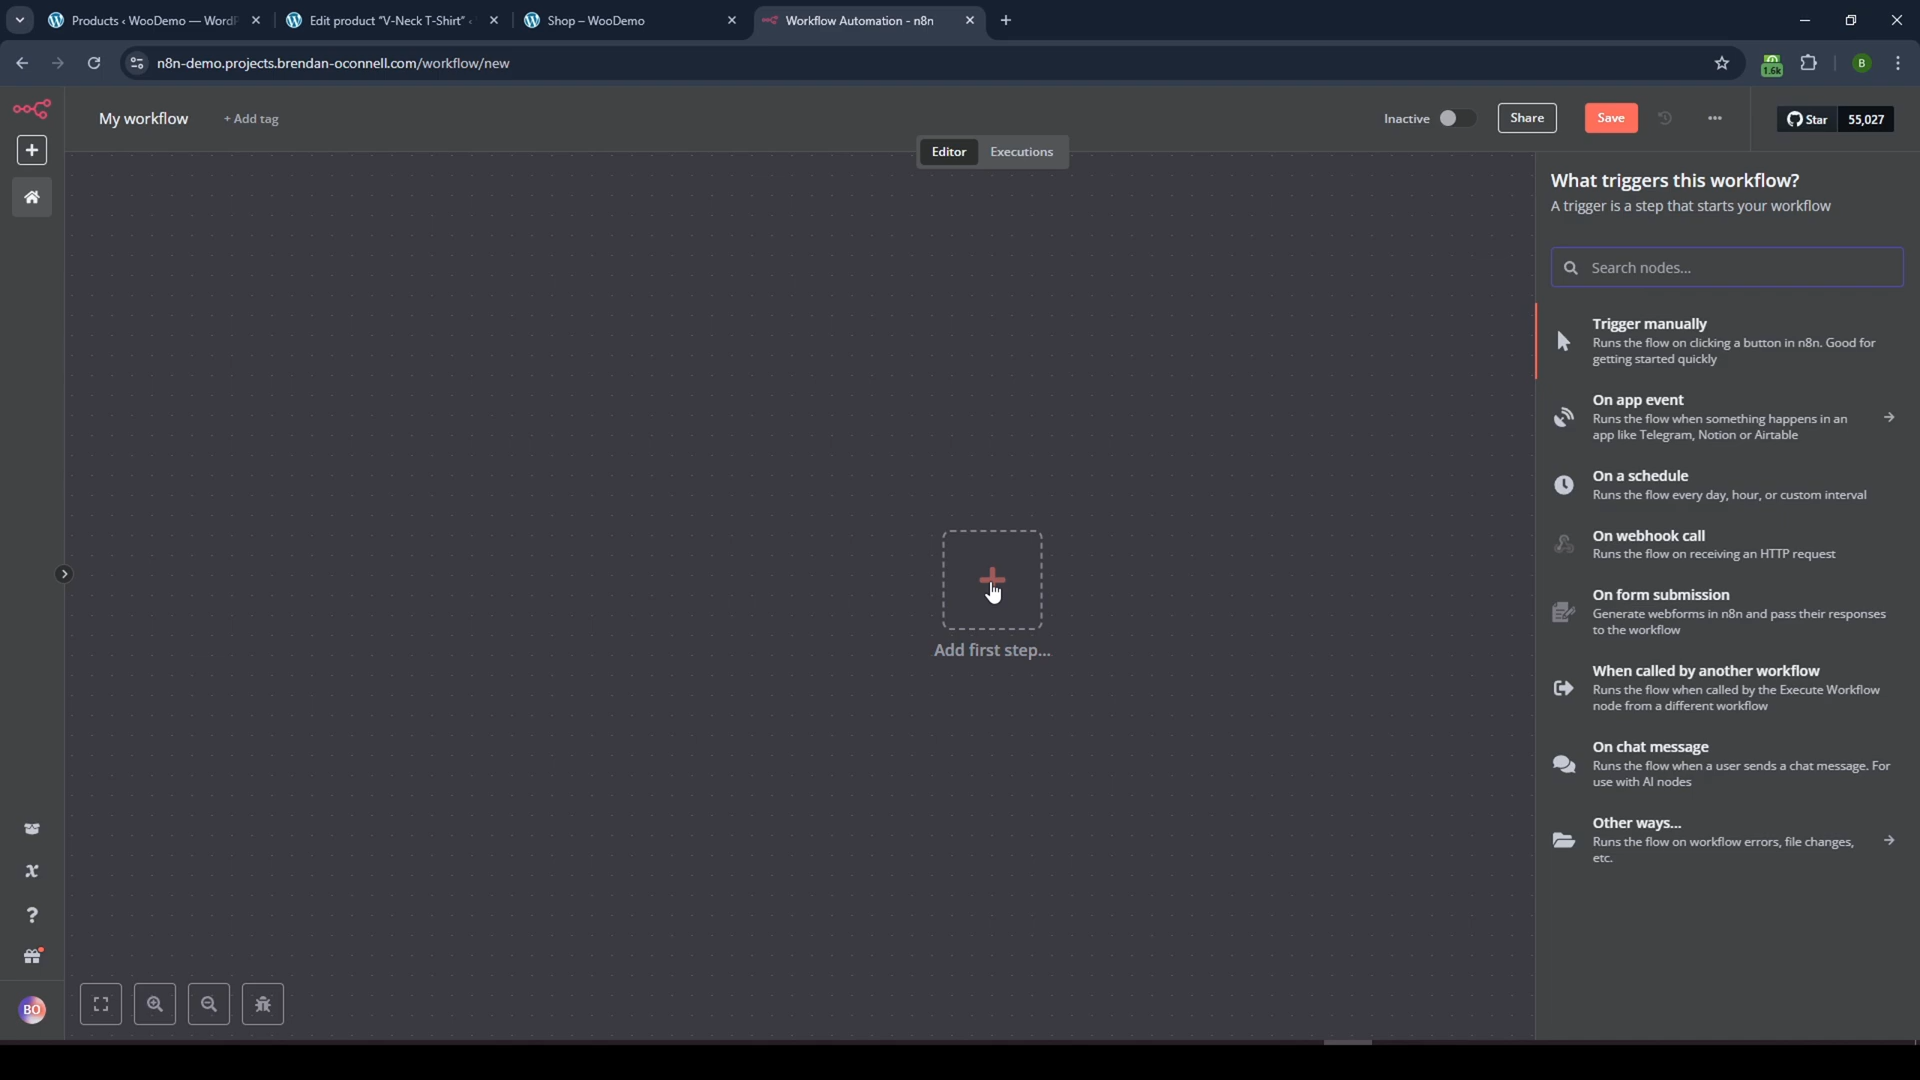 Products ‹ WooDemo — WordP
Edit product "V-Neck T-Shirt" ‹
Shop – WooDemo
Workflow Automation - n8n
n8n-demo.projects.brendan-oconnell.com/workflow/new
1.6k
B
My workflow
+ Add tag
Inactive
Share
Save
Star
55,027
Editor
Executions
What triggers this workflow?
A trigger is a step that starts your workflow
Search nodes...
Trigger manually
Runs the flow on clicking a button in n8n. Good for
getting started quickly
On app event
Runs the flow when something happens in an
app like Telegram, Notion or Airtable
On a schedule
Runs the flow every day, hour, or custom interval
On webhook call
Runs the flow on receiving an HTTP request
On form submission
Generate webforms in n8n and pass their responses
to the workflow
When called by another workflow
Runs the flow when called by the Execute Workflow
node from a different workflow
On chat message
Runs the flow when a user sends a chat message. For
use with AI nodes
Other ways...
Runs the flow on workflow errors, file changes,
etc.
Add first step...
BO